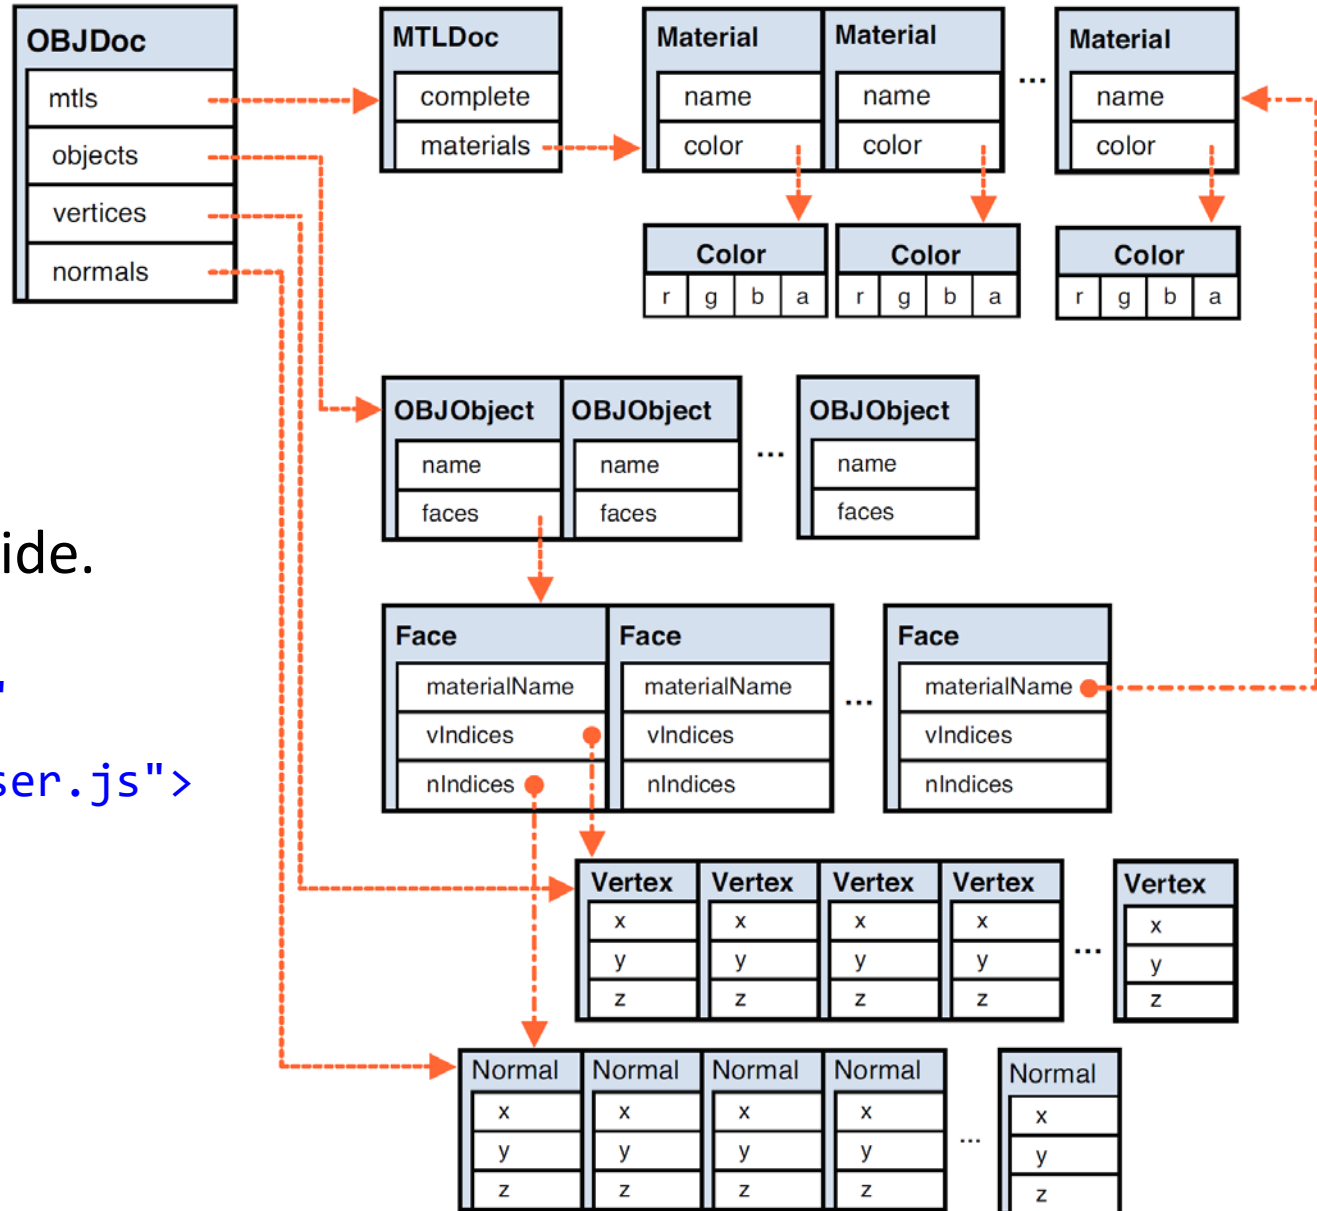 OBJDoc
mtls
objects
vertices
normals
MTLDoc
complete
materials
Material Material ... Material
name name name
color color color
Color Color Color
r g b a r g b a r g b a
OBJObject OBJObject ... OBJObject
name name name
faces faces faces
ide.
"
ser.js">
Face Face ... Face
materialName materialName materialName
vIndices vIndices vIndices
nIndices nIndices nIndices
Vertex Vertex Vertex Vertex ... Vertex
x x x x x
y y y y y
z z z z z
Normal Normal Normal Normal ... Normal
x x x x x
y y y y y
z z z z z